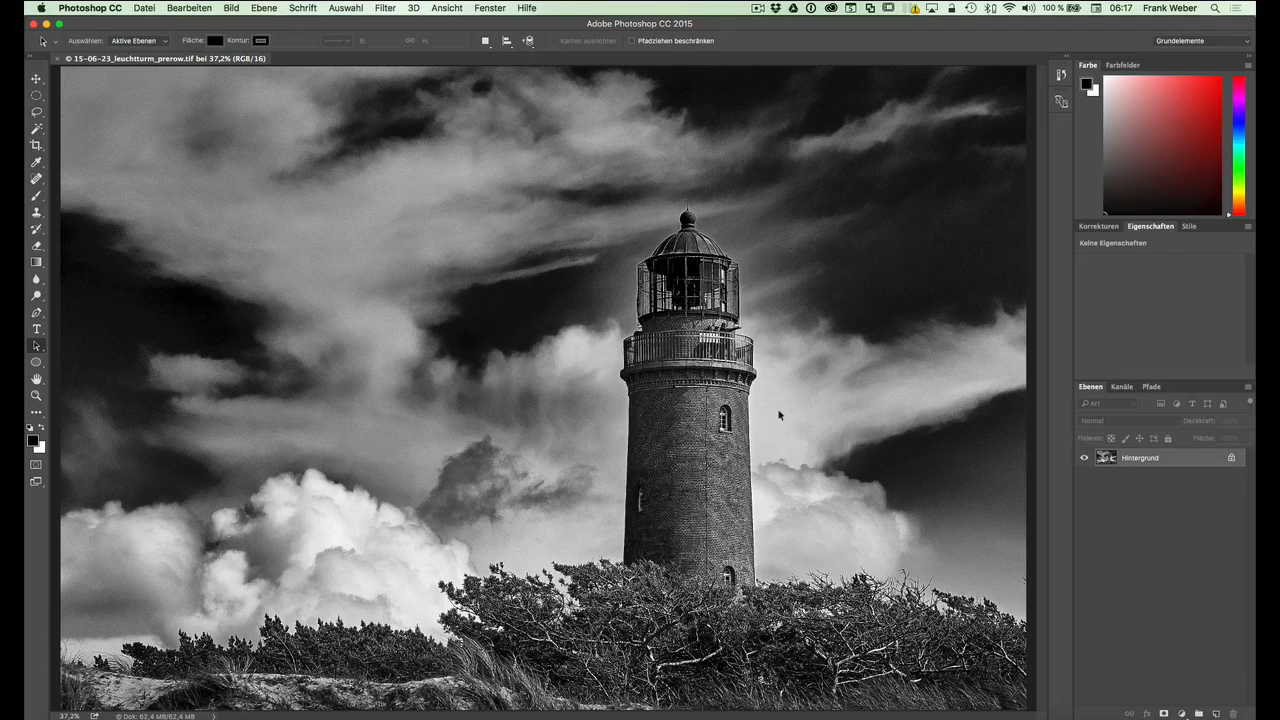 Photoshop CC Datei Bearbeiten Bild Ebene Schrift Auswahl Filter 3D Ansicht Fenster Hilfe 100 % 06:17 Frank Weber
Adobe Photoshop CC 2015
Auswählen: Aktive Ebenen Fläche: Kontur: Kanten ausrichten Pfadziehen beschränken Grundelemente
× © 15-06-23_leuchtturm_prerow.tif bei 37,2% (RGB/16)
Farbe Farbfelder
Korrekturen Eigenschaften Stile
Keine Eigenschaften
Ebenen Kanäle Pfade
Art
Normal Deckkraft: 100%
Fixieren: Fläche: 100%
Hintergrund
37,2% © Dok: 62,4 MB/62,4 MB